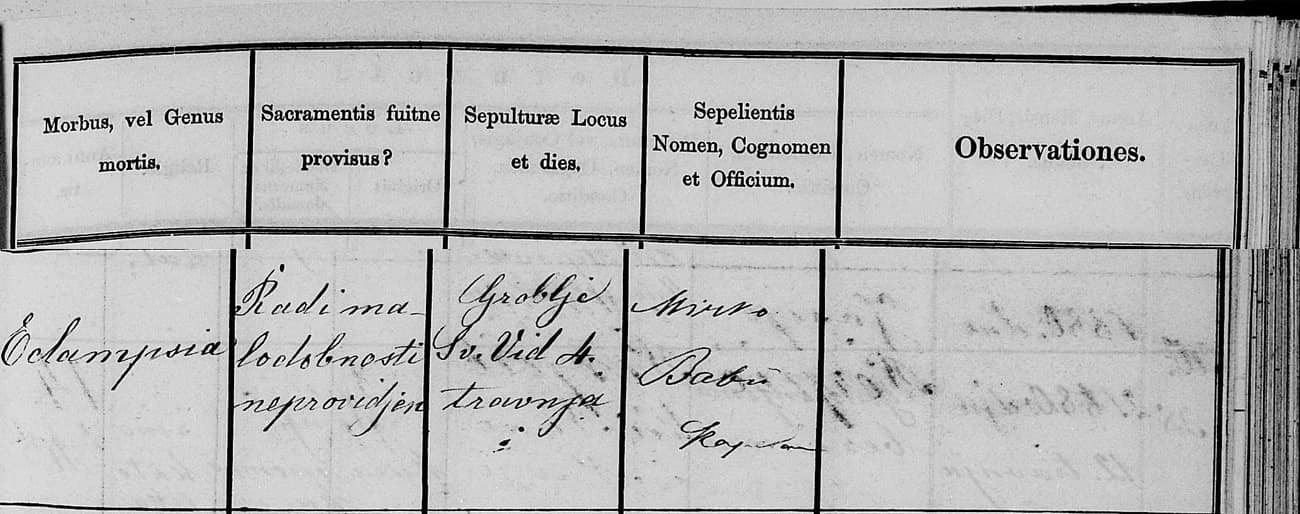 Morbus, vel Genus
mortis.
Sacramentis fuitne
provisus?
Sepulturæ Locus
et dies.
Sepelientis
Nomen, Cognomen
et Officium.
Observationes.
Eclampsia
Radi ma-
lodobnosti
neprovidjen
Groblje
Sv. Vid 4.
travnja
Mirko
Kapelan